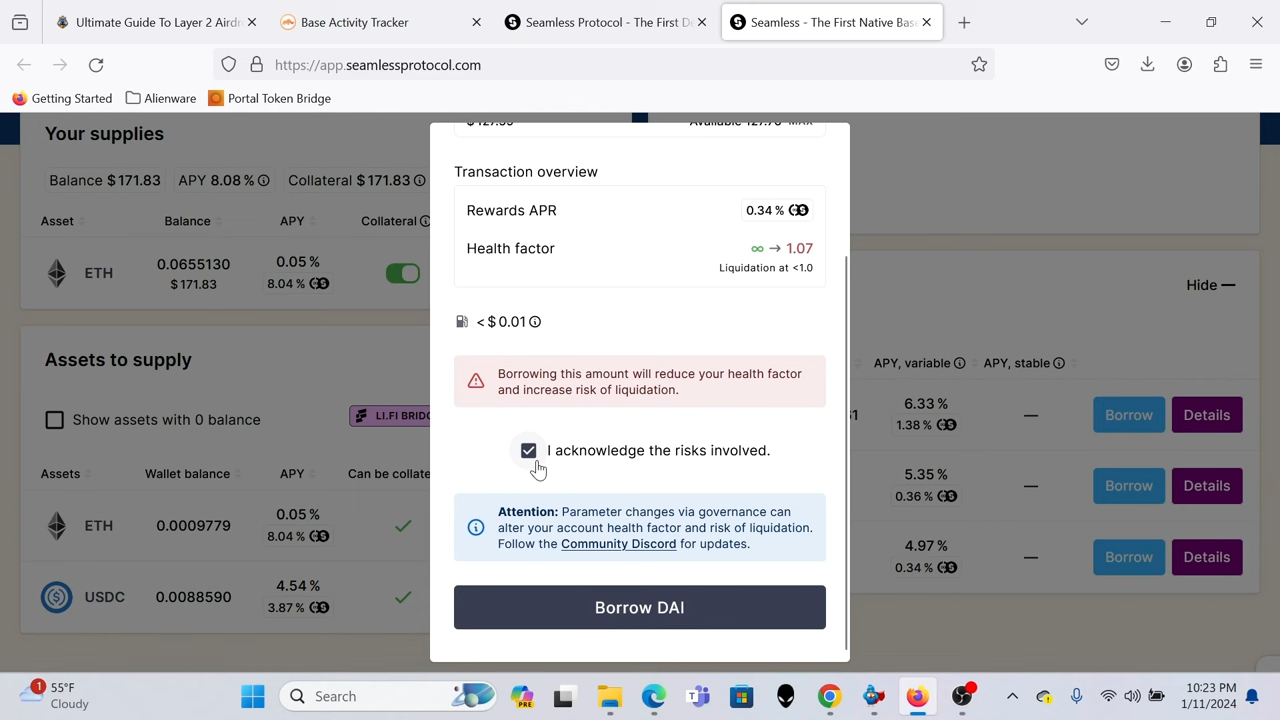 Ultimate Guide To Layer 2 Airdr
Base Activity Tracker
Seamless Protocol - The First De
Seamless - The First Native Base
https://app.seamlessprotocol.com
Getting Started
Alienware
Portal Token Bridge
Your supplies
Balance $171.83
APY 8.08%
Collateral $171.83
Asset
Balance
APY
Collateral
ETH
0.0655130
$171.83
0.05%
8.04%
Assets to supply
Show assets with 0 balance
LI.FI BRIDG
Assets
Wallet balance
APY
Can be collate
ETH
0.0009779
0.05%
8.04%
USDC
0.0088590
4.54%
3.87%
Transaction overview
Rewards APR
0.34%
Health factor
∞ → 1.07
Liquidation at <1.0
< $0.01
Borrowing this amount will reduce your health factor
and increase risk of liquidation.
I acknowledge the risks involved.
Attention: Parameter changes via governance can
alter your account health factor and risk of liquidation.
Follow the Community Discord for updates.
Borrow DAI
Hide —
APY, variable
APY, stable
6.33%
1.38%
—
Borrow
Details
5.35%
0.36%
—
Borrow
Details
4.97%
0.34%
—
Borrow
Details
1
55°F
Cloudy
Search
PRE
10:23 PM
1/11/2024